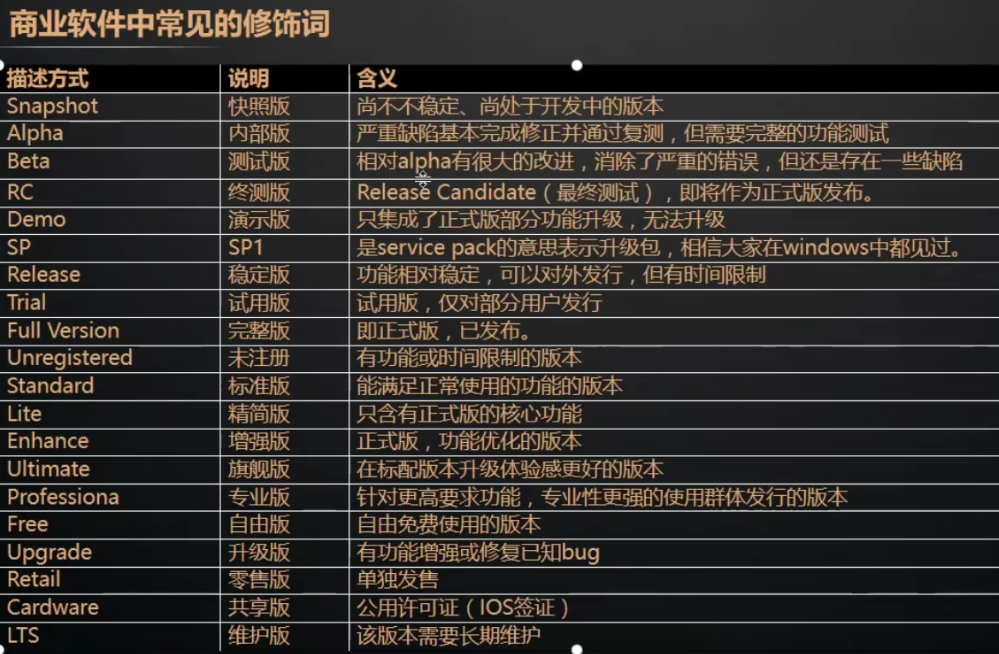 商业软件中常见的修饰词
描述方式 说明 含义
Snapshot 快照版 尚不不稳定、尚处于开发中的版本
Alpha 内部版 严重缺陷基本完成修正并通过复测，但需要完整的功能测试
Beta 测试版 相对alpha有很大的改进，消除了严重的错误，但还是存在一些缺陷
RC 终测版 Release Candidate（最终测试），即将作为正式版发布。
Demo 演示版 只集成了正式版部分功能升级，无法升级
SP SP1 是service pack的意思表示升级包，相信大家在windows中都见过。
Release 稳定版 功能相对稳定，可以对外发行，但有时间限制
Trial 试用版 试用版，仅对部分用户发行
Full Version 完整版 即正式版，已发布。
Unregistered 未注册 有功能或时间限制的版本
Standard 标准版 能满足正常使用的功能的版本
Lite 精简版 只含有正式版的核心功能
Enhance 增强版 正式版，功能优化的版本
Ultimate 旗舰版 在标配版本升级体验感更好的版本
Professiona 专业版 针对更高要求功能，专业性更强的使用群体发行的版本
Free 自由版 自由免费使用的版本
Upgrade 升级版 有功能增强或修复已知bug
Retail 零售版 单独发售
Cardware 共享版 公用许可证（IOS签证）
LTS 维护版 该版本需要长期维护